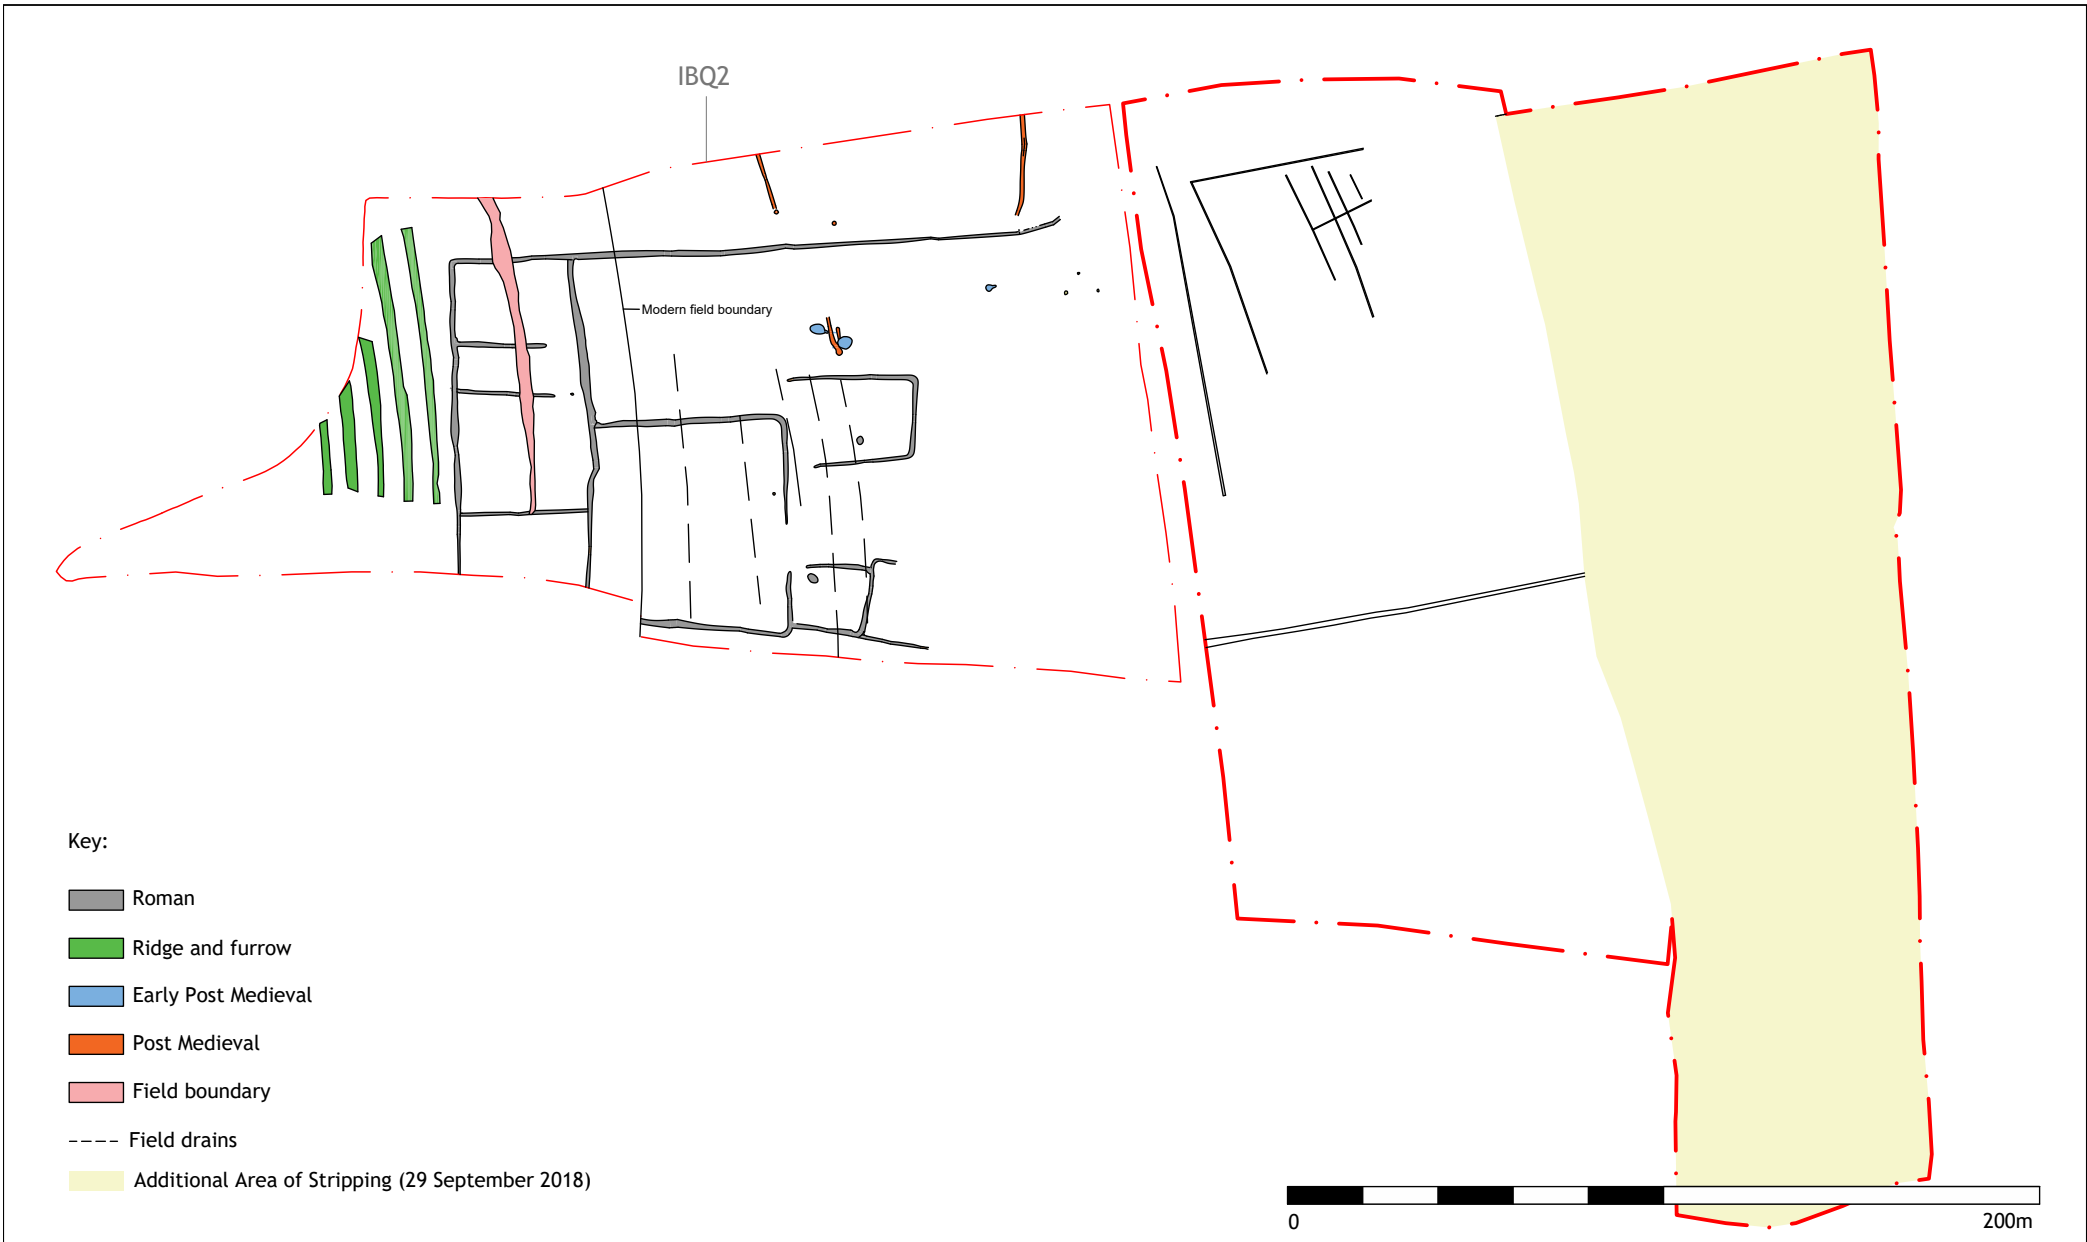 IBQ2
Modern field boundary
Key:
Roman
Ridge and furrow
Early Post Medieval
Post Medieval
Field boundary
Field drains
Additional Area of Stripping (29 September 2018)
0
200m